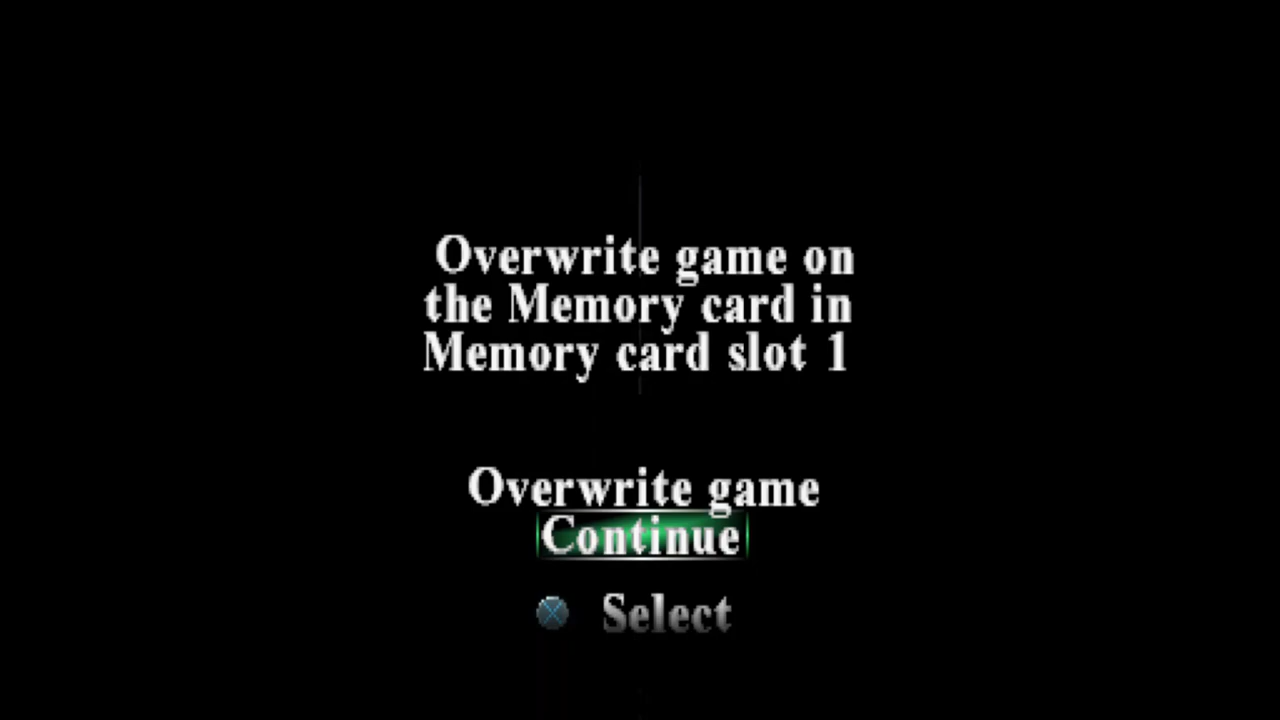 Overwrite game on
the Memory card in
Memory card slot 1
Overwrite game
Continue
Select